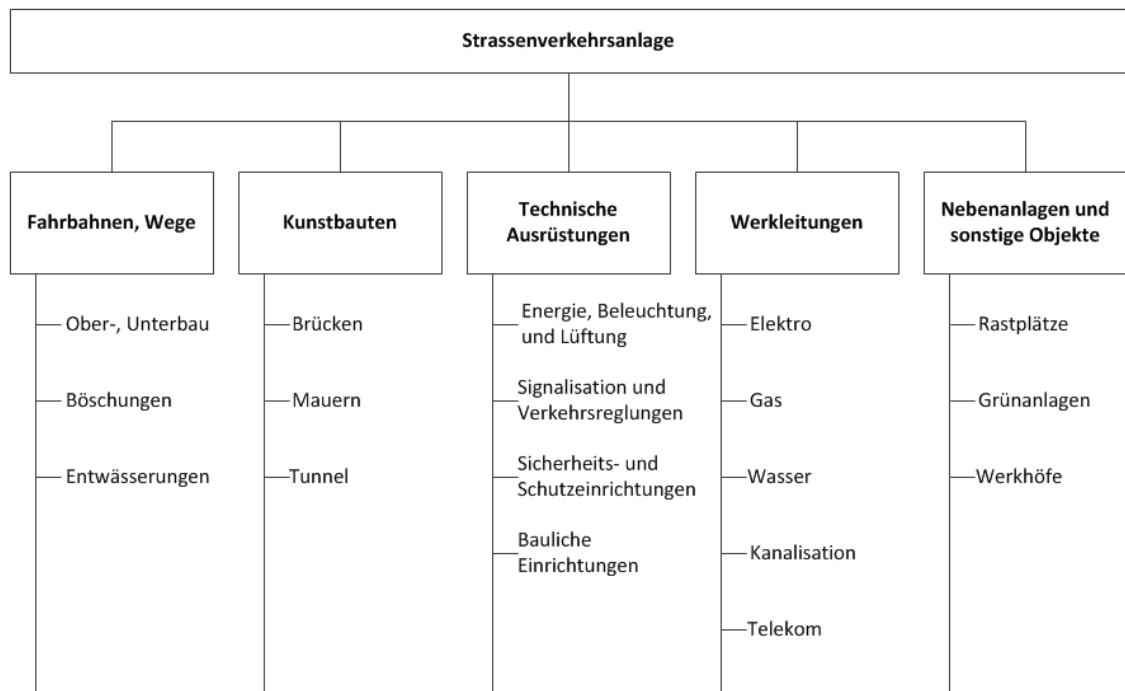 Strassenverkehrsanlage
Fahrbahnen, Wege
Ober-, Unterbau
Böschungen
Entwässerungen
Kunstbauten
Brücken
Mauern
Tunnel
Technische
Ausrüstungen
Energie, Beleuchtung,
und Lüftung
Signalisation und
Verkehrsreglungen
Sicherheits- und
Schutzeinrichtungen
Bauliche
Einrichtungen
Werkleitungen
Elektro
Gas
Wasser
Kanalisation
Telekom
Nebenanlagen und
sonstige Objekte
Rastplätze
Grünanlagen
Werkhöfe